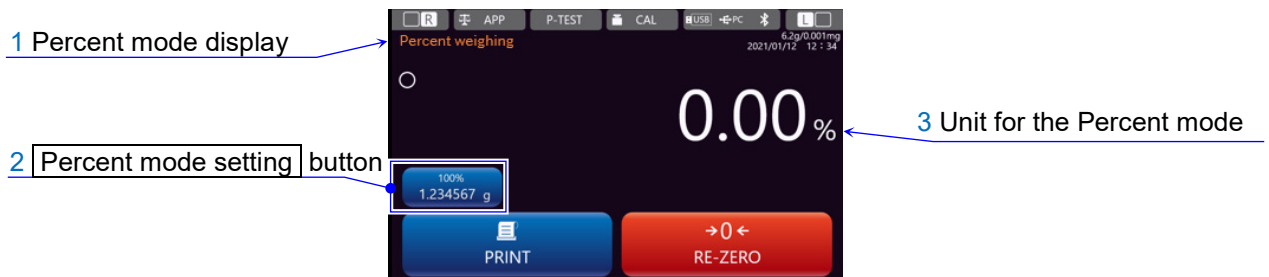 R APP P-TEST CAL USB PC L
1 Percent mode display
Percent weighing
6.2g/0.001mg
2021/01/12 12:34
0.00 %
3 Unit for the Percent mode
2 Percent mode setting button
100%
1.234567 g
PRINT
→0←
RE-ZERO